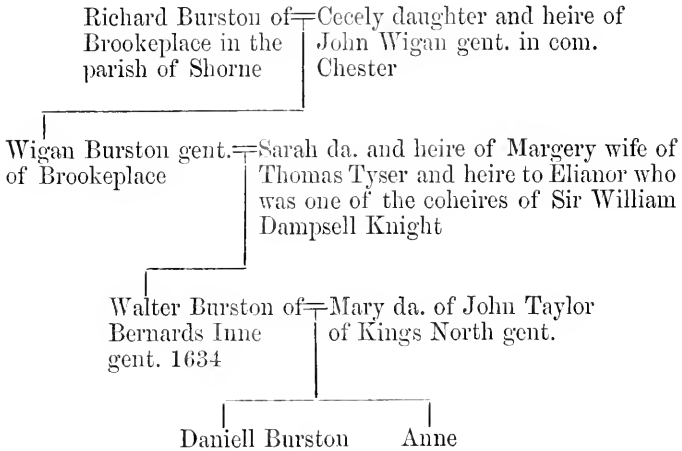 Richard Burston of=Cecely daughter and heire of
Brookeplace in the John Wigan gent. in com.
parish of Shorne Chester
Wigan Burston gent.=Sarah da. and heire of Margery wife of
of Brookeplace Thomas Tyser and heire to Elianor who
was one of the coheires of Sir William
Dampsell Knight
Walter Burston of=Mary da. of John Taylor
Bernards Inne of Kings North gent.
gent. 1634
Daniell Burston Anne